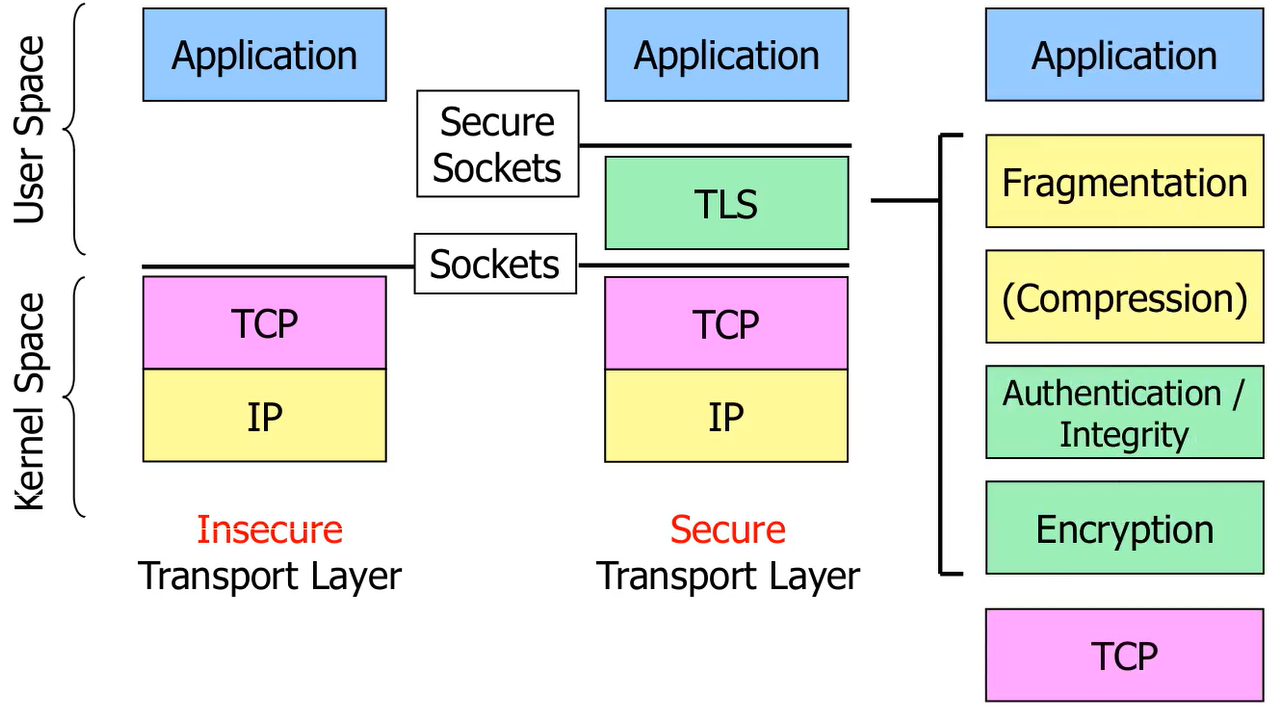 User Space
Kernel Space
Application
TCP
IP
Insecure
Transport Layer
Secure
Sockets
Sockets
Application
TLS
TCP
IP
Secure
Transport Layer
Application
Fragmentation
(Compression)
Authentication /
Integrity
Encryption
TCP